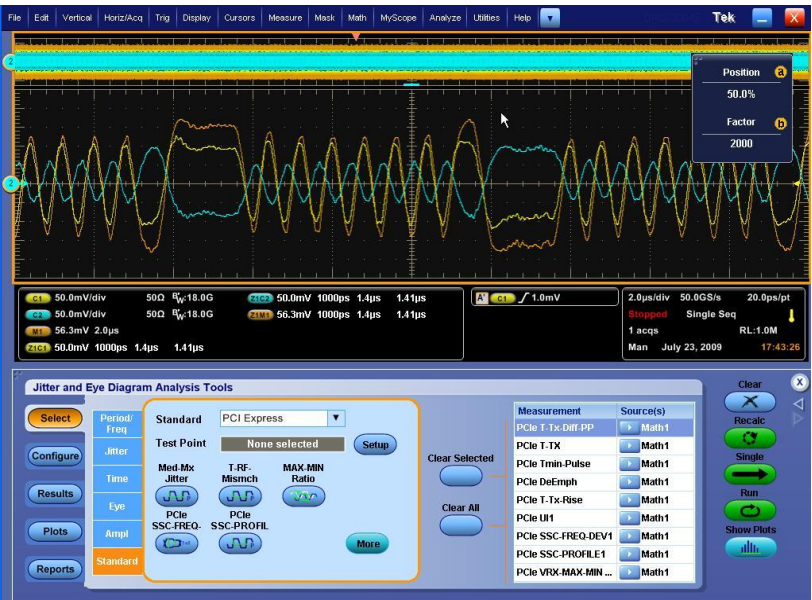 File Edit Vertical Horiz/Acq Trig Display Cursors Measure Mask Math MyScope Analyze Utilities Help Tek X
2
Position a
50.0%
Factor b
2000
2
C1 50.0mV/div 50Ω BW:18.0G
C2 50.0mV/div 50Ω BW:18.0G
M1 56.3mV 2.0µs
Z1C1 50.0mV 1000ps 1.4µs 1.41µs
Z1C2 50.0mV 1000ps 1.4µs 1.41µs
Z1M1 56.3mV 1000ps 1.4µs 1.41µs
A' C1 1.0mV
2.0µs/div 50.0GS/s 20.0ps/pt
Stopped Single Seq
1 acqs RL:1.0M
Man July 23, 2009 17:43:26
Jitter and Eye Diagram Analysis Tools
Select
Configure
Results
Plots
Reports
Period/
Freq
Jitter
Time
Eye
Ampl
Standard
Standard PCI Express
Test Point None selected Setup
Med-Mx
Jitter
T-RF-
Mismch
MAX-MIN
Ratio
PCIe
SSC-FREQ-
PCIe
SSC-PROFIL
More
Clear Selected
Clear All
Measurement Source(s)
PCIe T-Tx-Diff-PP Math1
PCIe T-TX Math1
PCIe Tmin-Pulse Math1
PCIe DeEmph Math1
PCIe T-Tx-Rise Math1
PCIe UI1 Math1
PCIe SSC-FREQ-DEV1 Math1
PCIe SSC-PROFILE1 Math1
PCIe VRX-MAX-MIN ... Math1
Clear X
Recalc
Single
Run
Show Plots